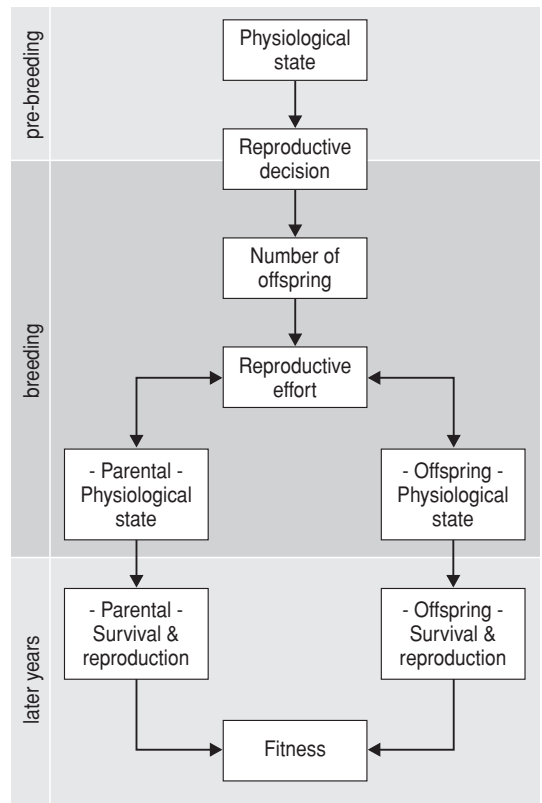 pre-breeding
Physiological
state
Reproductive
decision
breeding
Number of
offspring
Reproductive
effort
- Parental -
Physiological
state
- Offspring -
Physiological
state
later years
- Parental -
Survival &
reproduction
- Offspring -
Survival &
reproduction
Fitness